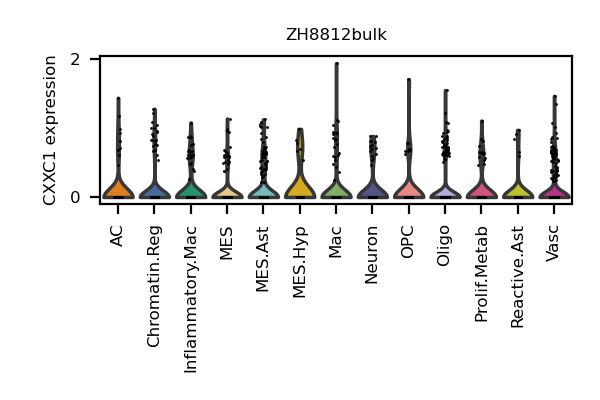 ZH8812bulk
CXXC1 expression
2
0
AC
Chromatin.Reg
Inflammatory.Mac
MES
MES.Ast
MES.Hyp
Mac
Neuron
OPC
Oligo
Prolif.Metab
Reactive.Ast
Vasc